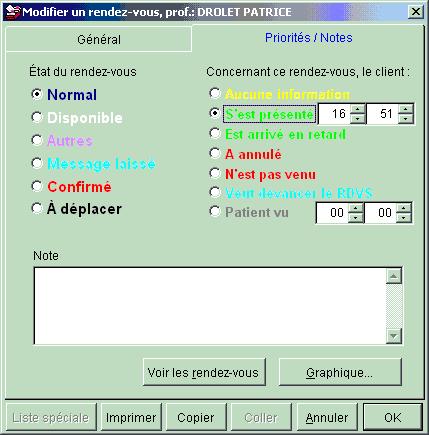 Modifier un rendez-vous, prof.: DROLET PATRICE
Général
Priorités / Notes
État du rendez-vous
Normal
Disponible
Autres
Message laissé
Confirmé
À déplacer
Concernant ce rendez-vous, le client :
Aucune information
S'est présenté 16 51
Est arrivé en retard
A annulé
N'est pas venu
Veut devancer le RDVS
Patient vu 00 00
Note
Voir les rendez-vous
Graphique...
Liste spéciale
Imprimer
Copier
Coller
Annuler
OK